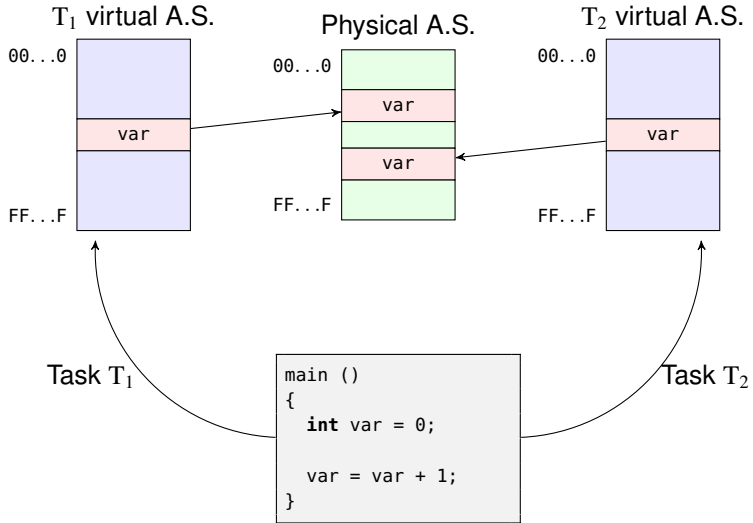 T1 virtual A.S.
Physical A.S.
T2 virtual A.S.
00...0
00...0
00...0
var
var
var
var
FF...F
FF...F
FF...F
Task T1
Task T2
main ()
{
  int var = 0;

  var = var + 1;
}